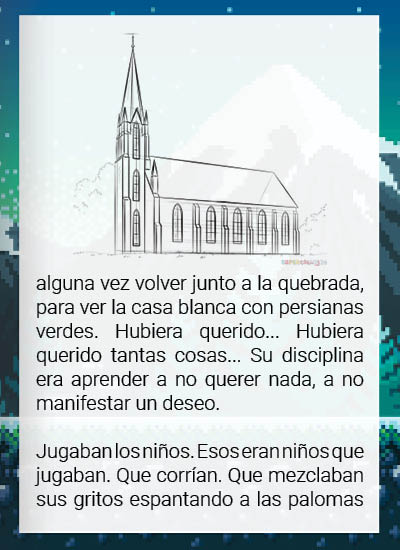 alguna vez volver junto a la quebrada,
para ver la casa blanca con persianas
verdes. Hubiera querido... Hubiera
querido tantas cosas... Su disciplina
era aprender a no querer nada, a no
manifestar un deseo.
Jugaban los niños. Esos eran niños que
jugaban. Que corrían. Que mezclaban
sus gritos espantando a las palomas